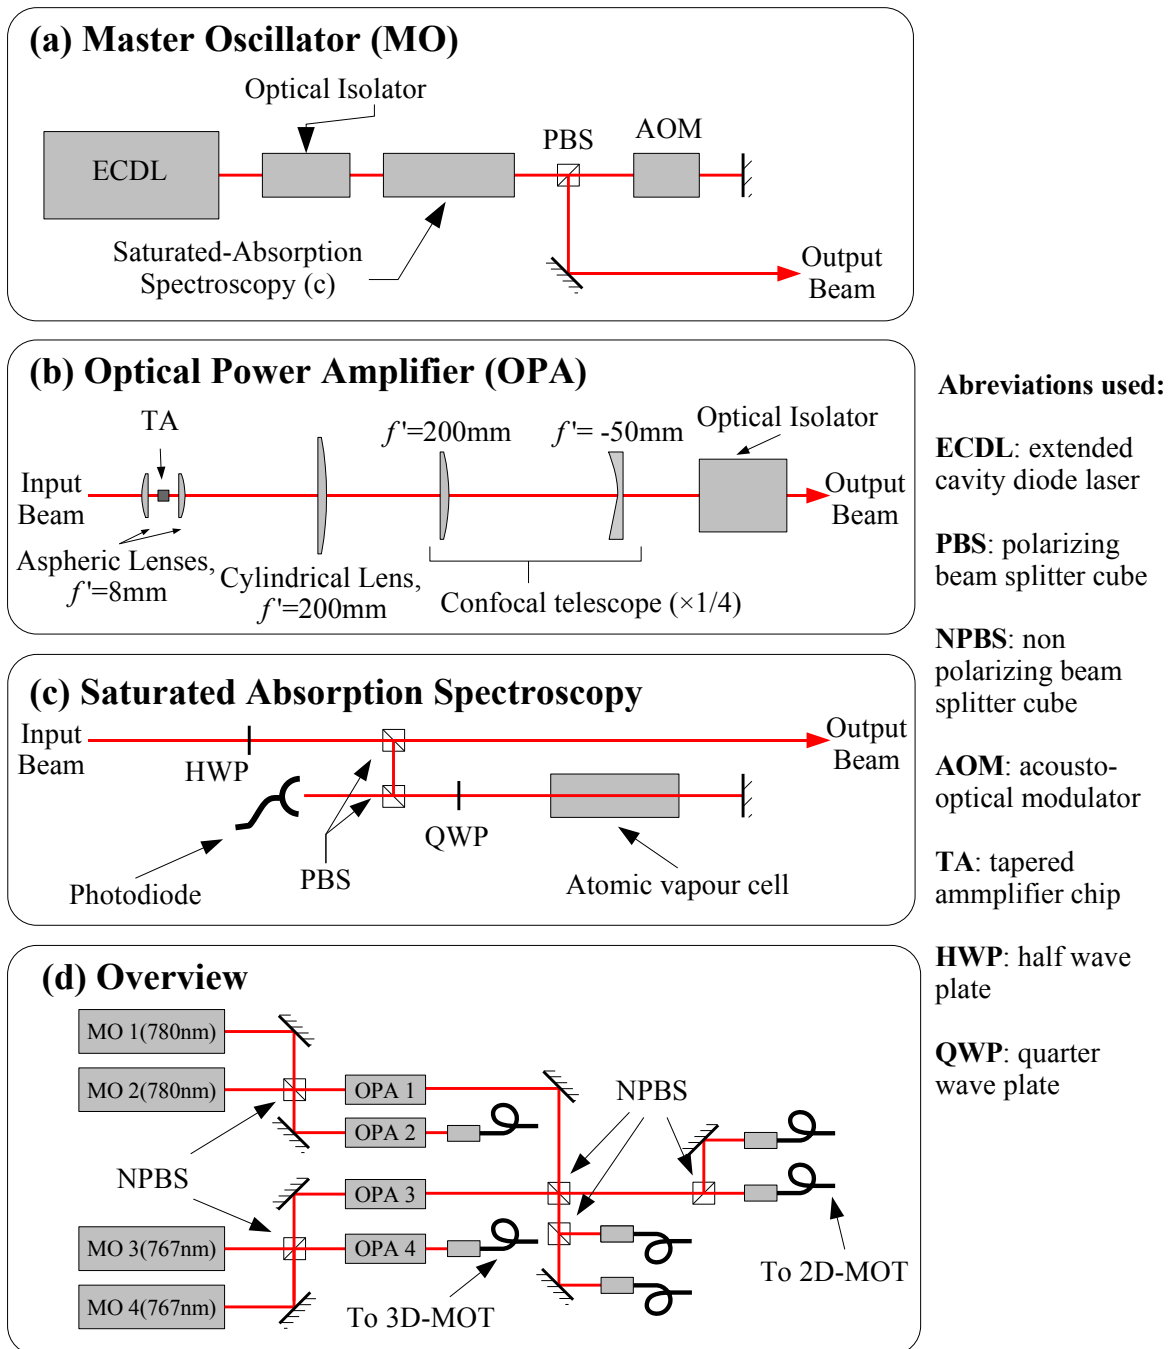 (a) Master Oscillator (MO)
Optical Isolator
ECDL
PBS
AOM
Saturated-Absorption
Spectroscopy (c)
Output
Beam
(b) Optical Power Amplifier (OPA)
TA
f'=200mm
f'= -50mm
Optical Isolator
Input
Beam
Output
Beam
Aspheric Lenses,
f'=8mm
Cylindrical Lens,
f'=200mm
Confocal telescope (×1/4)
(c) Saturated Absorption Spectroscopy
Input
Beam
HWP
Output
Beam
Photodiode
PBS
QWP
Atomic vapour cell
(d) Overview
MO 1(780nm)
MO 2(780nm)
OPA 1
OPA 2
NPBS
NPBS
OPA 3
MO 3(767nm)
OPA 4
MO 4(767nm)
To 3D-MOT
To 2D-MOT
Abreviations used:
ECDL: extended
cavity diode laser
PBS: polarizing
beam splitter cube
NPBS: non
polarizing beam
splitter cube
AOM: acousto-
optical modulator
TA: tapered
ammplifier chip
HWP: half wave
plate
QWP: quarter
wave plate